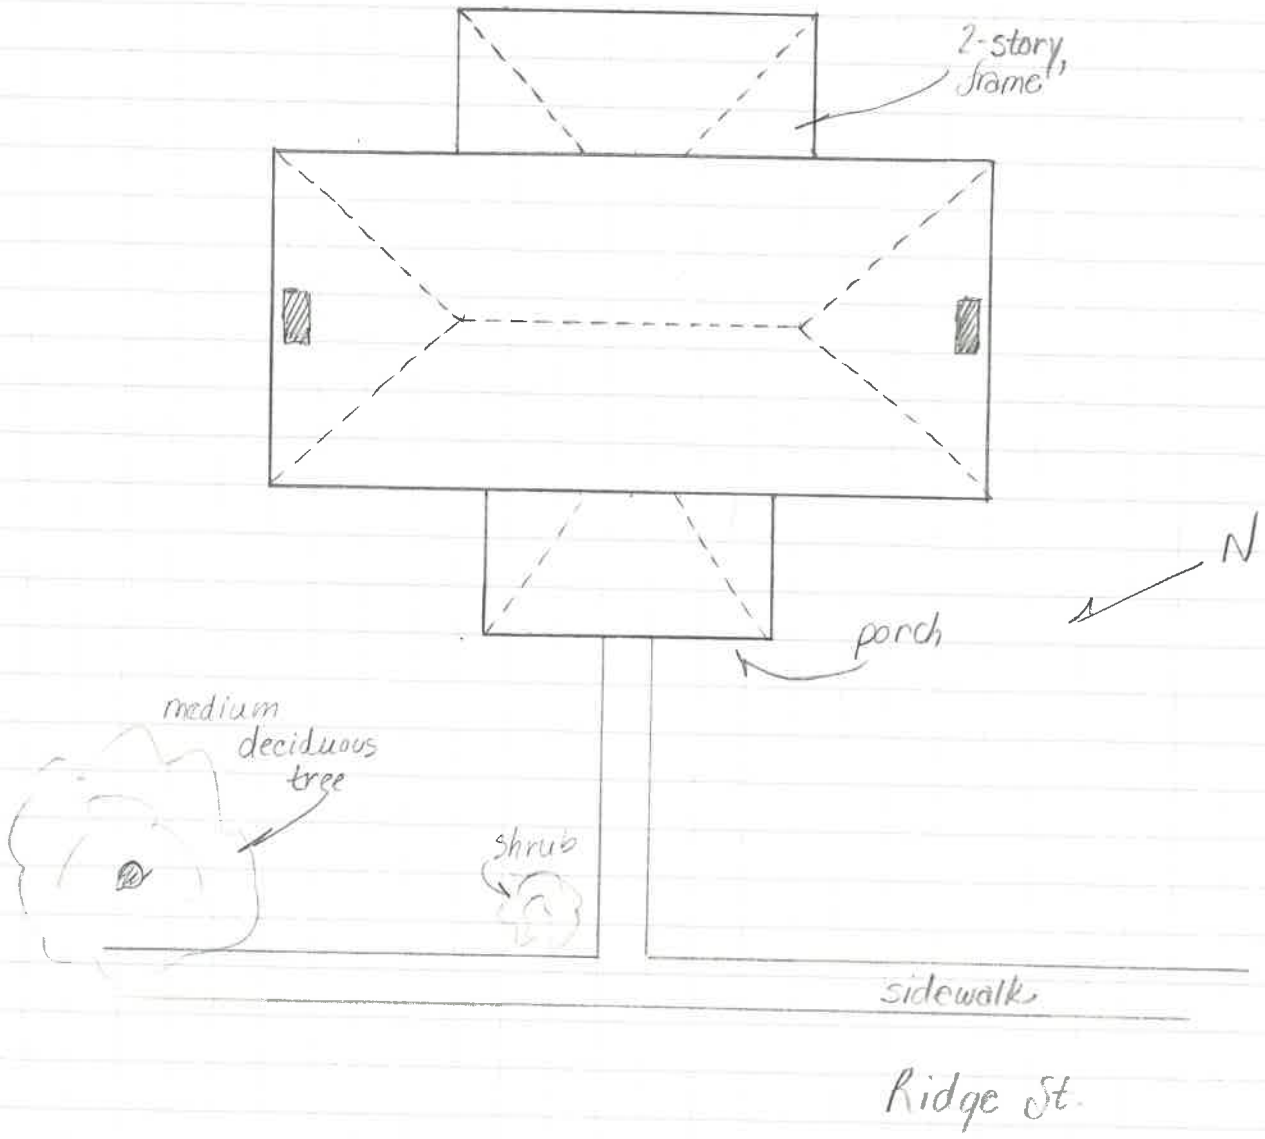 2-story,
frame
N
porch
medium
deciduous
tree
shrub
sidewalk
Ridge St.